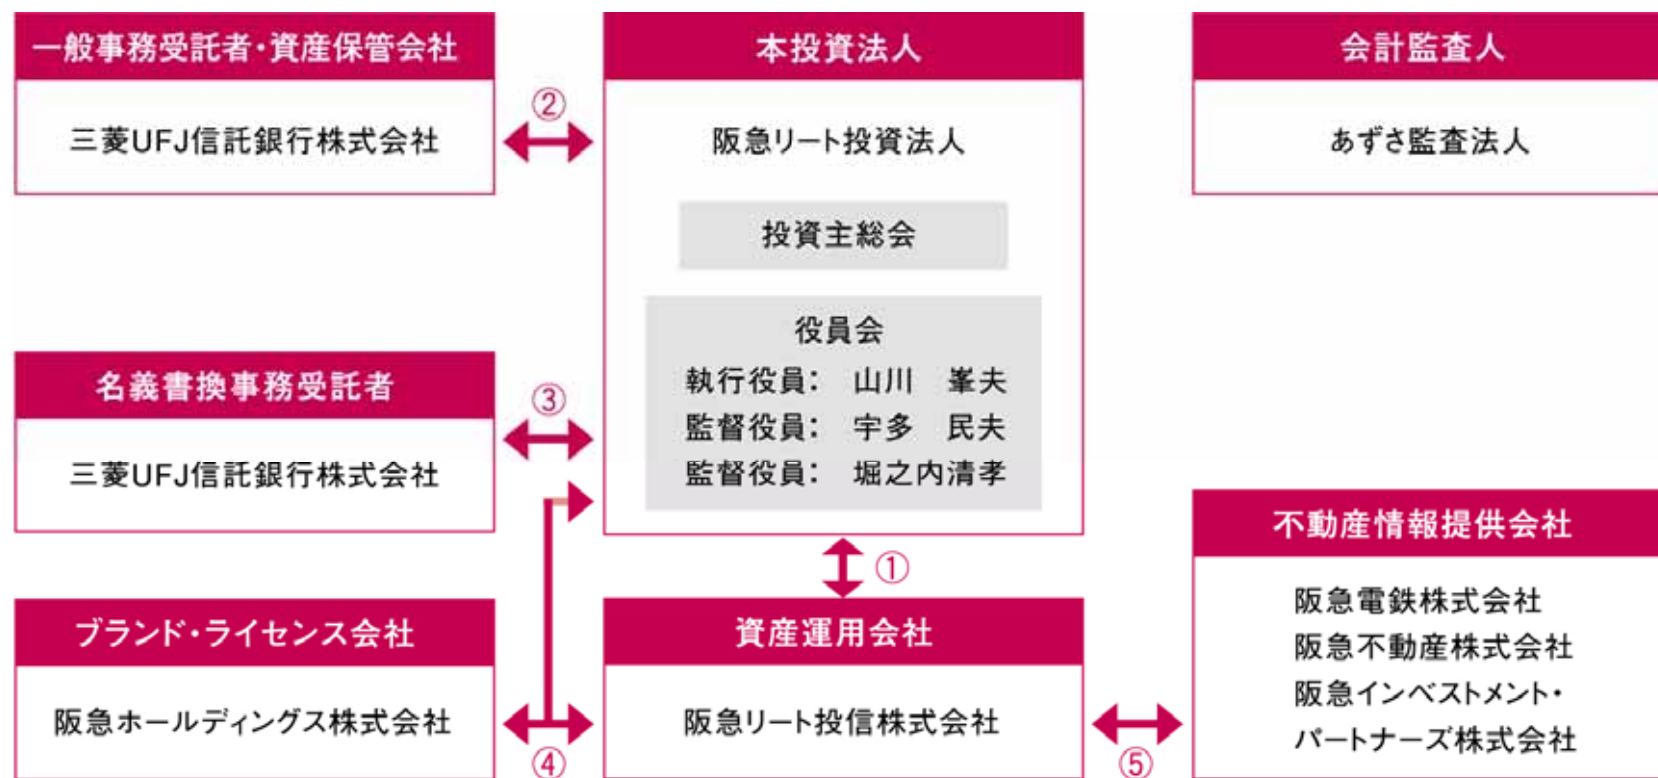 一般事務受託者・資産保管会社
三菱UFJ信託銀行株式会社
②
本投資法人
阪急リート投資法人
投資主総会
役員会
執行役員： 山川　峯夫
監督役員： 宇多　民夫
監督役員： 堀之内清孝
会計監査人
あずさ監査法人
名義書換事務受託者
三菱UFJ信託銀行株式会社
③
①
ブランド・ライセンス会社
阪急ホールディングス株式会社
④
資産運用会社
阪急リート投信株式会社
⑤
不動産情報提供会社
阪急電鉄株式会社
阪急不動産株式会社
阪急インベストメント・
パートナーズ株式会社